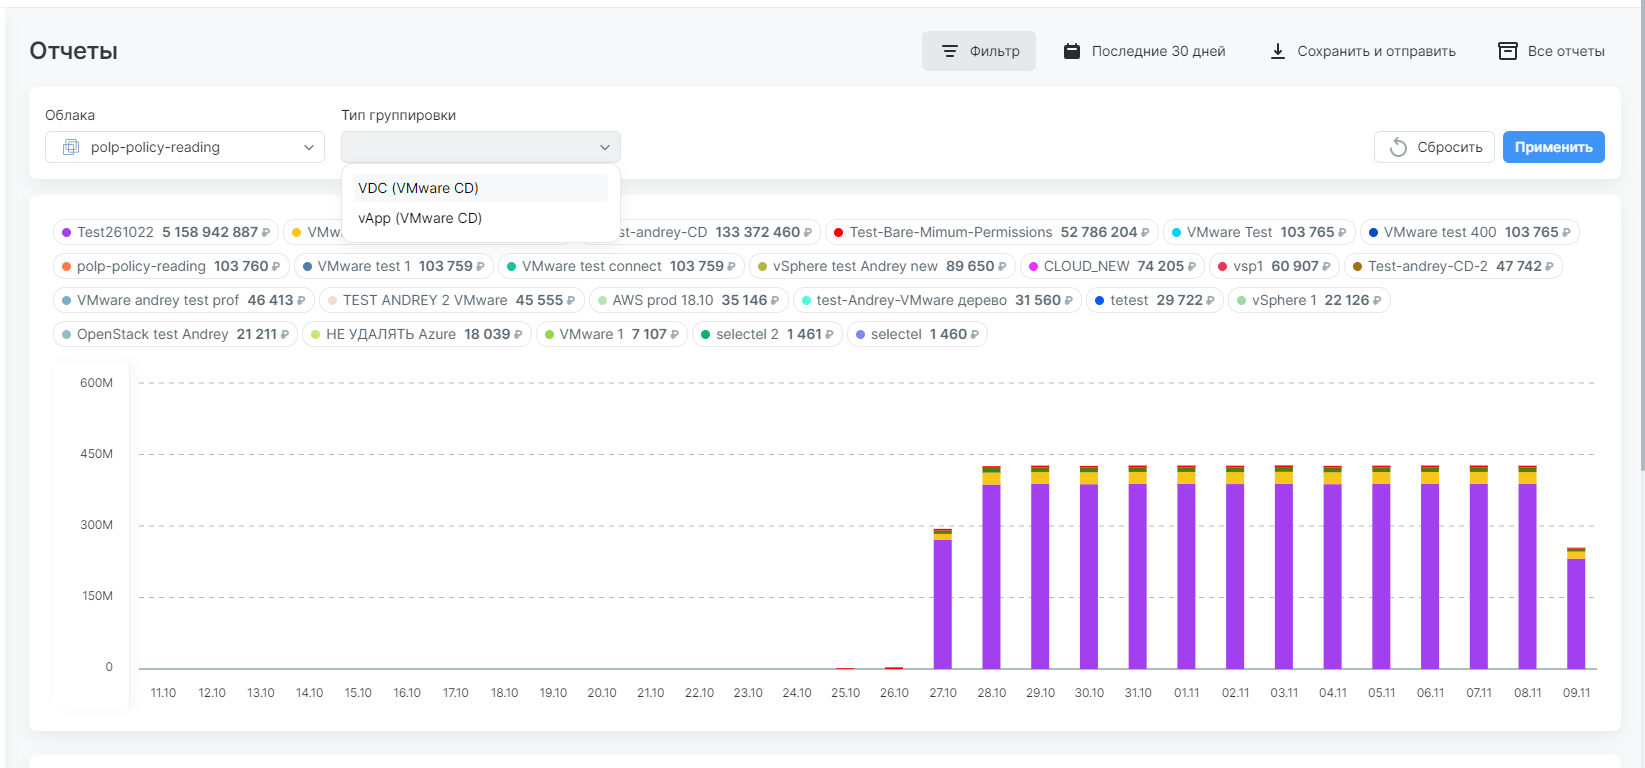 Отчеты
Фильтр
Последние 30 дней
Сохранить и отправить
Все отчеты
Облака
Тип группировки
polp-policy-reading
Сбросить
Применить
VDC (VMware CD)
vApp (VMware CD)
Test261022 5 158 942 887 ₽
st-andrey-CD 133 372 460 ₽
Test-Bare-Mimum-Permissions 52 786 204 ₽
VMware Test 103 765 ₽
VMware test 400 103 765 ₽
polp-policy-reading 103 760 ₽
VMware test 1 103 759 ₽
VMware test connect 103 759 ₽
vSphere test Andrey new 89 650 ₽
CLOUD_NEW 74 205 ₽
vsp1 60 907 ₽
Test-andrey-CD-2 47 742 ₽
VMware andrey test prof 46 413 ₽
TEST ANDREY 2 VMware 45 555 ₽
AWS prod 18.10 35 146 ₽
test-Andrey-VMware дерево 31 560 ₽
tetest 29 722 ₽
vSphere 1 22 126 ₽
OpenStack test Andrey 21 211 ₽
НЕ УДАЛЯТЬ Azure 18 039 ₽
VMware 1 7 107 ₽
selectel 2 1 461 ₽
selectel 1 460 ₽
600M
450M
300M
150M
0
11.10 12.10 13.10 14.10 15.10 16.10 17.10 18.10 19.10 20.10 21.10 22.10 23.10 24.10 25.10 26.10 27.10 28.10 29.10 30.10 31.10 01.11 02.11 03.11 04.11 05.11 06.11 07.11 08.11 09.11